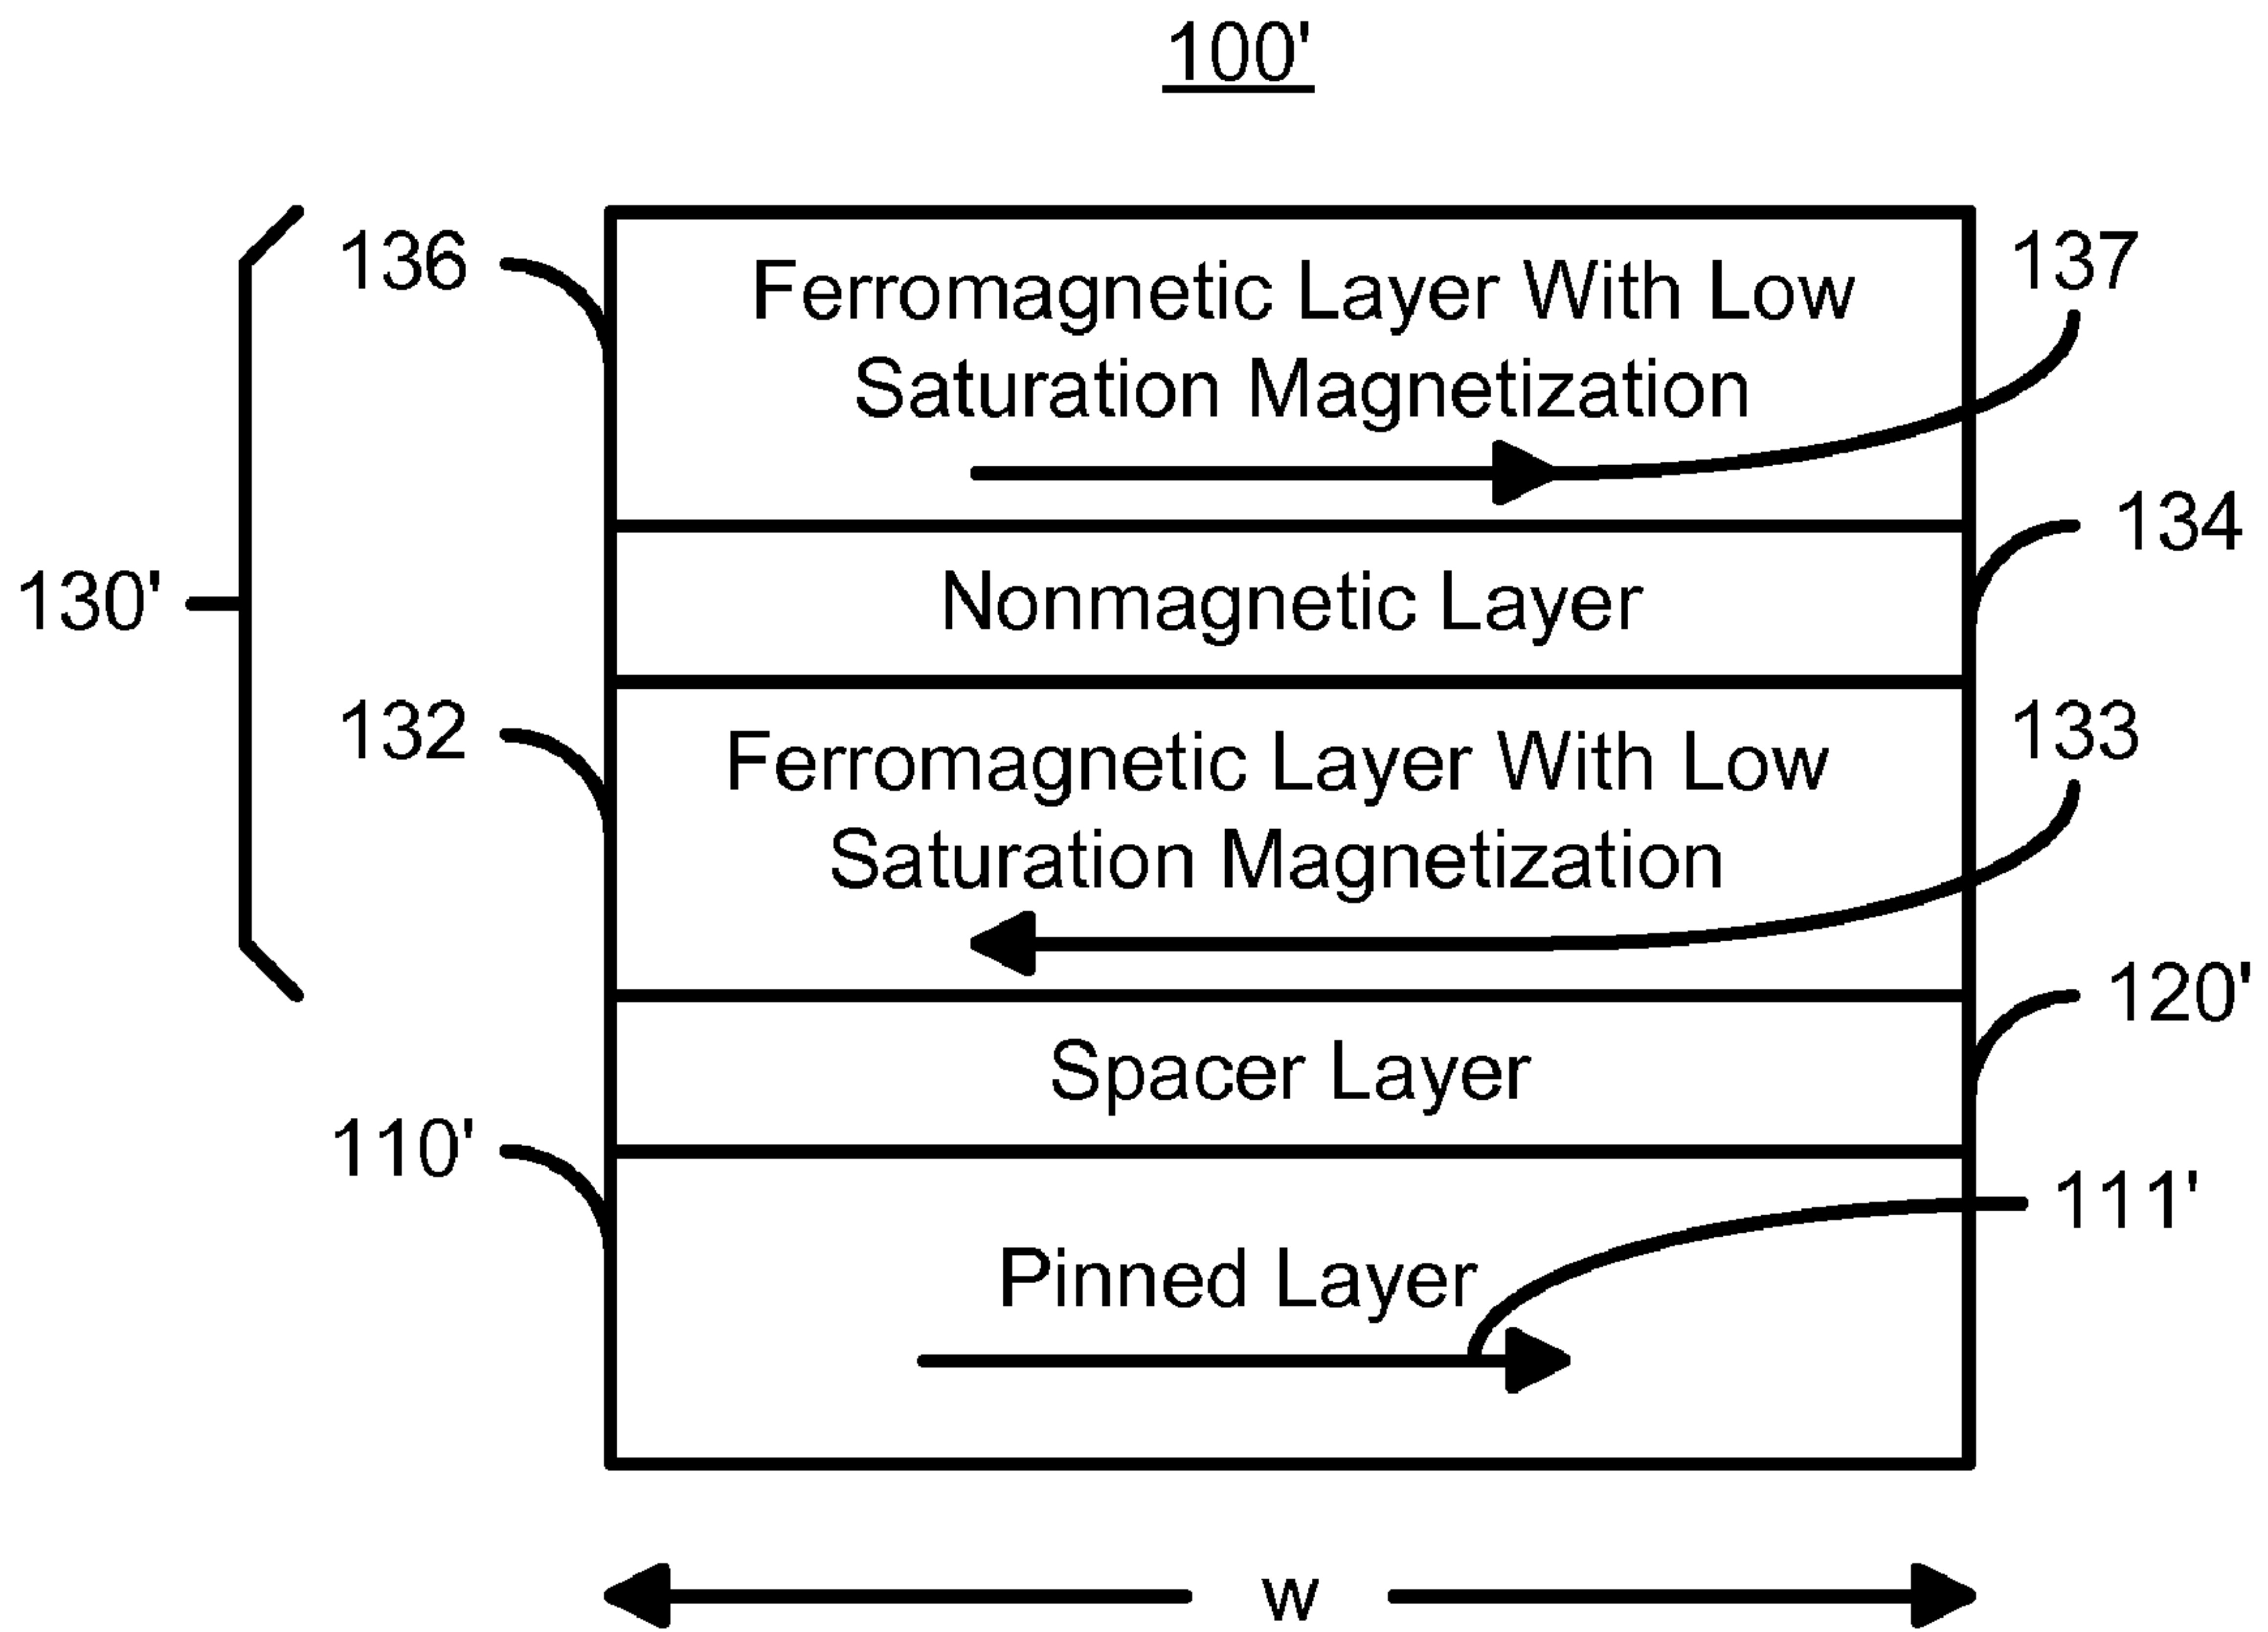 100'
136
Ferromagnetic Layer With Low
Saturation Magnetization
137
134
130'
Nonmagnetic Layer
132
Ferromagnetic Layer With Low
Saturation Magnetization
133
120'
Spacer Layer
110'
111'
Pinned Layer
w